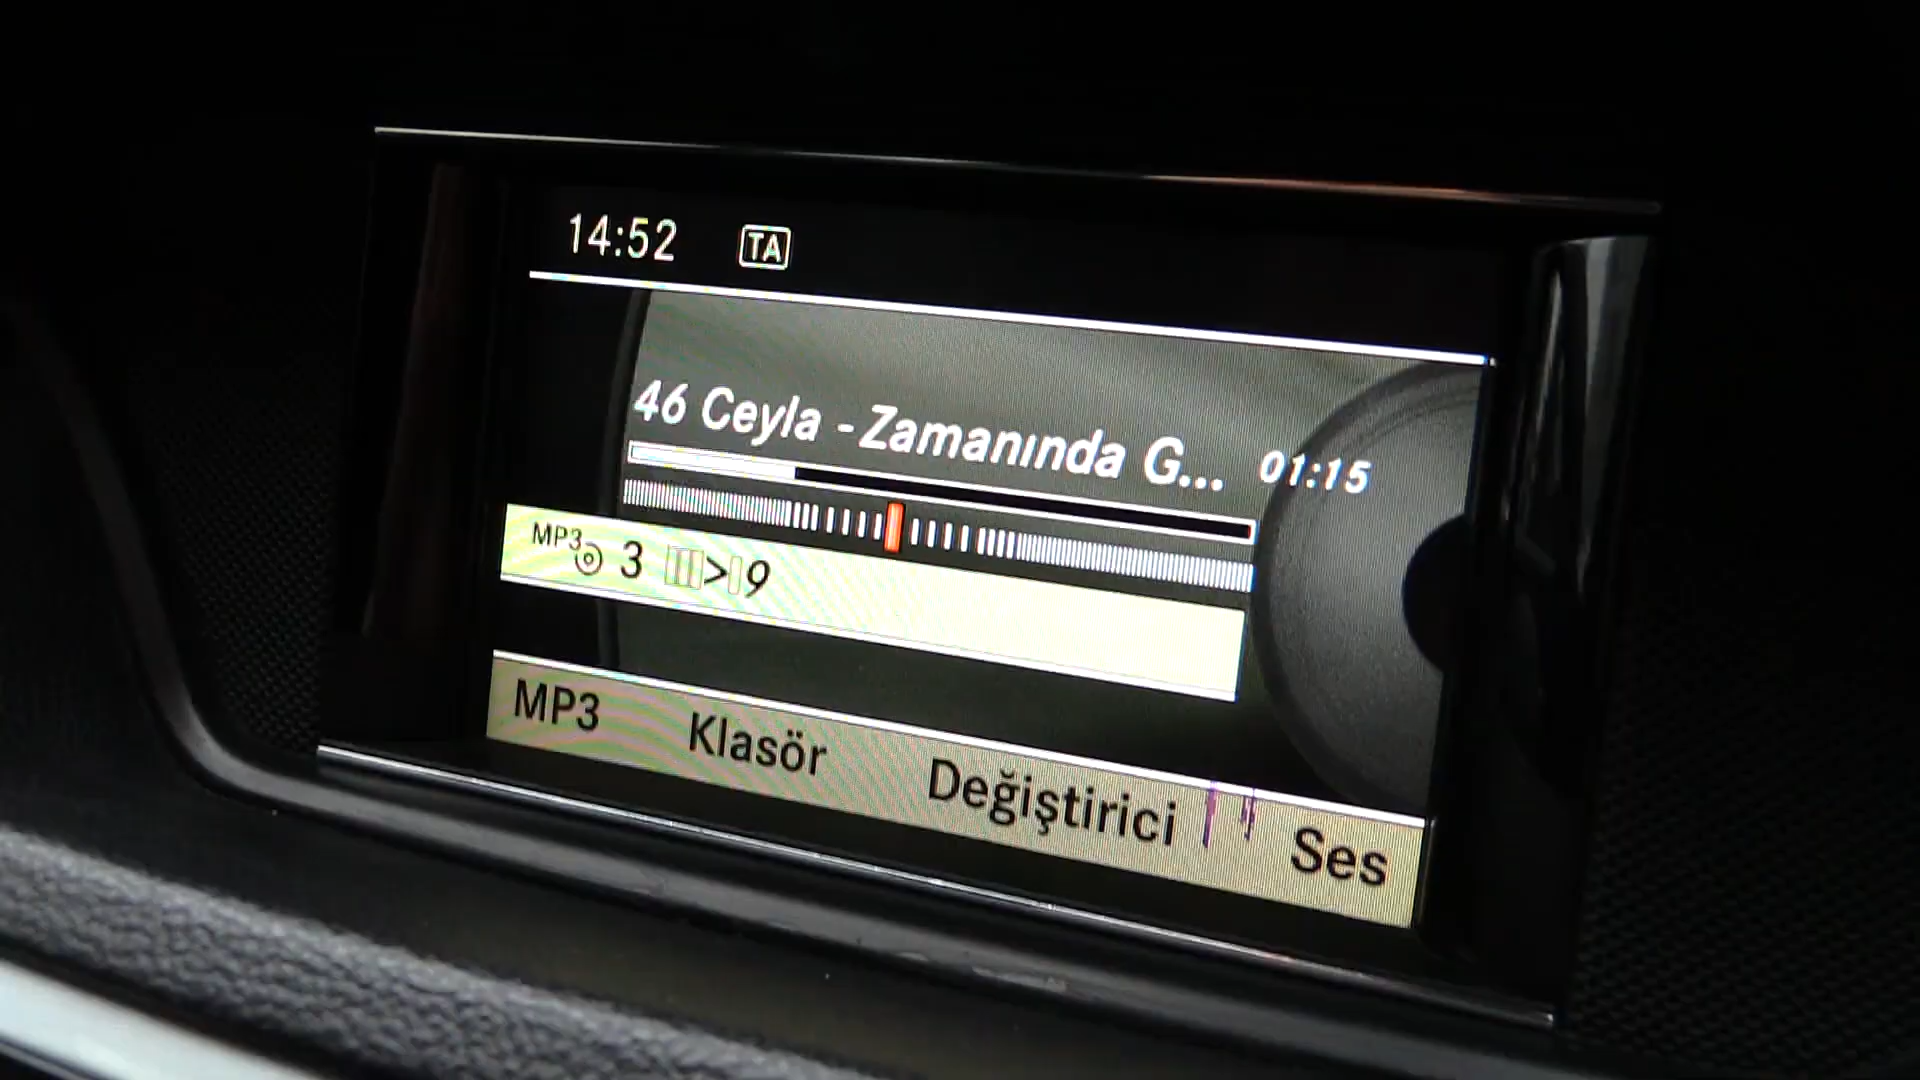 14:52 TA
46 Ceyla - Zamanında G... 01:15
MP3 3 > 9
MP3 Klasör Değiştirici Ses